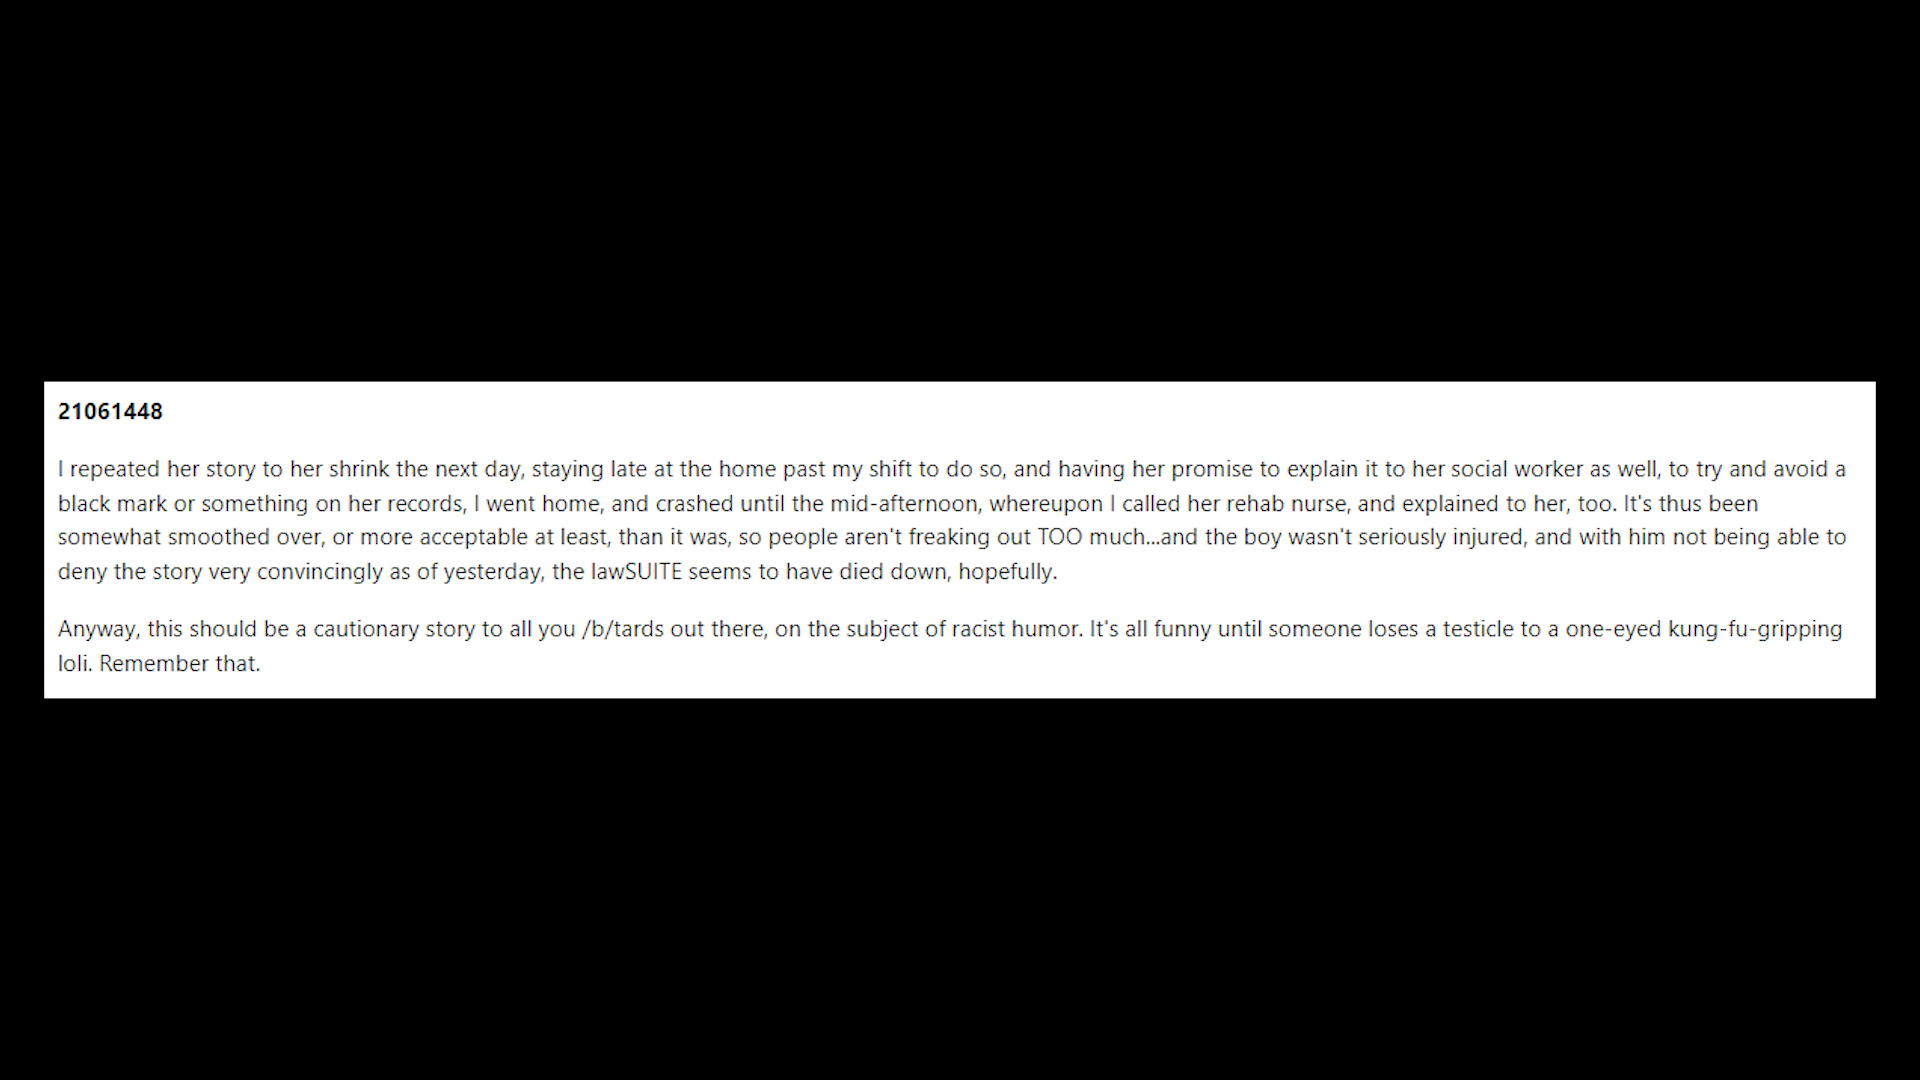 21061448
I repeated her story to her shrink the next day, staying late at the home past my shift to do so, and having her promise to explain it to her social worker as well, to try and avoid a
black mark or something on her records, I went home, and crashed until the mid-afternoon, whereupon I called her rehab nurse, and explained to her, too. It's thus been
somewhat smoothed over, or more acceptable at least, than it was, so people aren't freaking out TOO much...and the boy wasn't seriously injured, and with him not being able to
deny the story very convincingly as of yesterday, the lawSUITE seems to have died down, hopefully.
Anyway, this should be a cautionary story to all you /b/tards out there, on the subject of racist humor. It's all funny until someone loses a testicle to a one-eyed kung-fu-gripping
loli. Remember that.